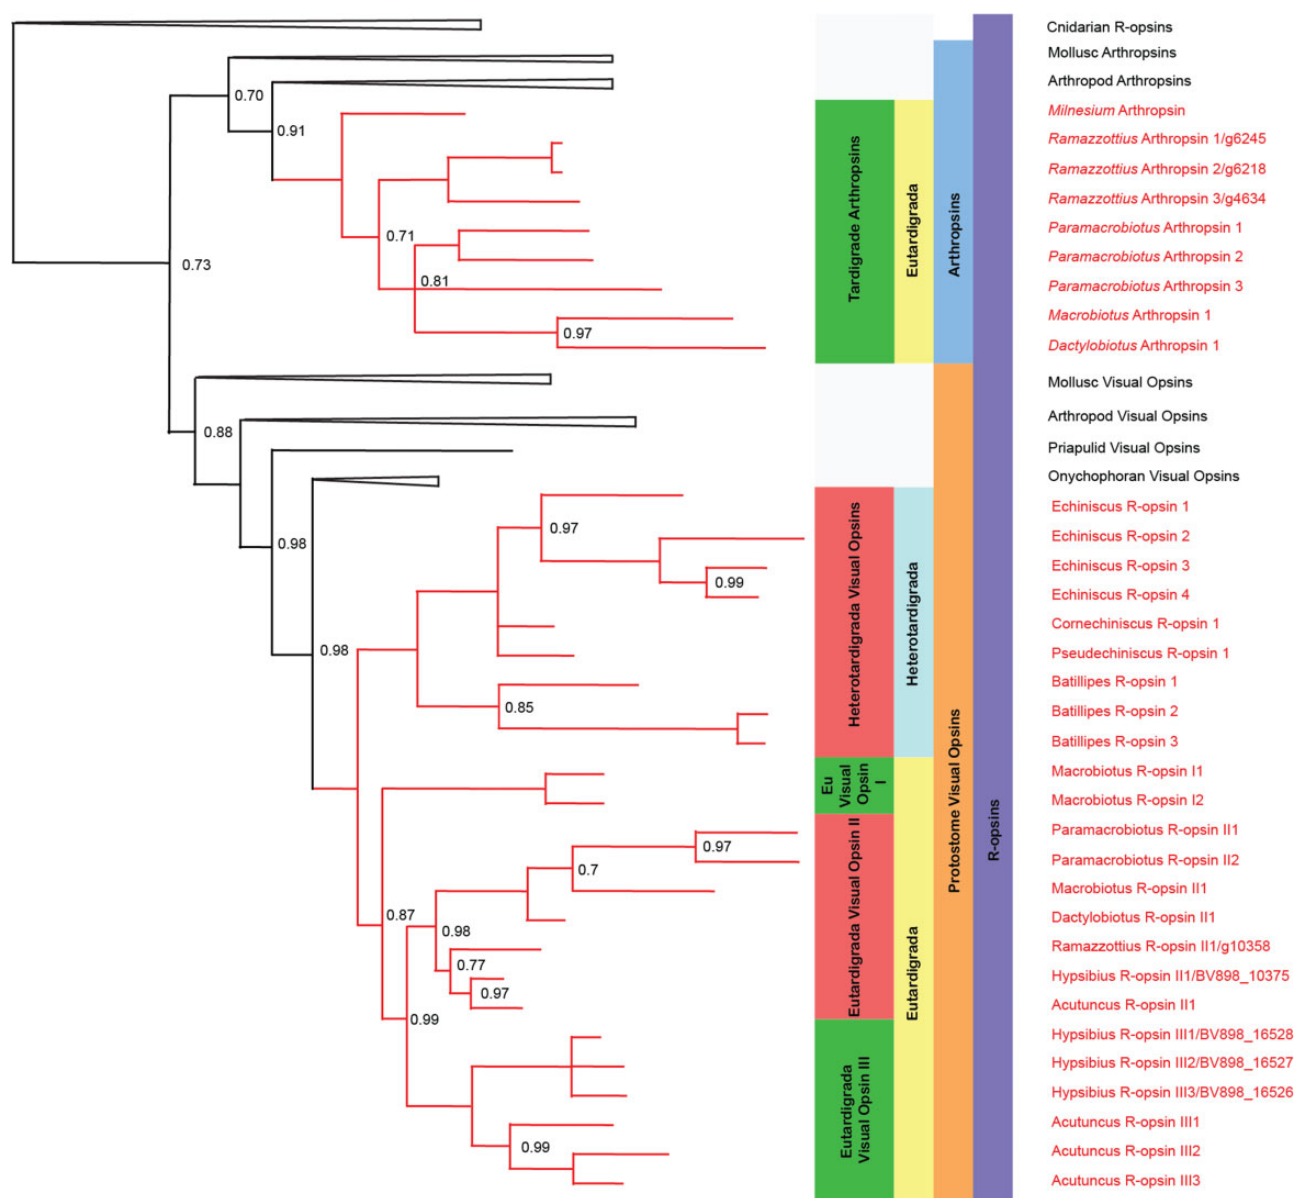 Cnidarian R-opsins
Mollusc Arthropsins
Arthropod Arthropsins
Milnesium Arthropsin
Ramazzottius Arthropsin 1/g6245
Ramazzottius Arthropsin 2/g6218
Ramazzottius Arthropsin 3/g4634
Paramacrobiotus Arthropsin 1
Paramacrobiotus Arthropsin 2
Paramacrobiotus Arthropsin 3
Macrobiotus Arthropsin 1
Dactylobiotus Arthropsin 1
Mollusc Visual Opsins
Arthropod Visual Opsins
Priapulid Visual Opsins
Onychophoran Visual Opsins
Echiniscus R-opsin 1
Echiniscus R-opsin 2
Echiniscus R-opsin 3
Echiniscus R-opsin 4
Cornechiniscus R-opsin 1
Pseudechiniscus R-opsin 1
Batillipes R-opsin 1
Batillipes R-opsin 2
Batillipes R-opsin 3
Macrobiotus R-opsin I1
Macrobiotus R-opsin I2
Paramacrobiotus R-opsin II1
Paramacrobiotus R-opsin II2
Macrobiotus R-opsin II1
Dactylobiotus R-opsin II1
Ramazzottius R-opsin II1/g10358
Hypsibius R-opsin II1/BV898_10375
Acutuncus R-opsin II1
Hypsibius R-opsin III1/BV898_16528
Hypsibius R-opsin III2/BV898_16527
Hypsibius R-opsin III3/BV898_16526
Acutuncus R-opsin III1
Acutuncus R-opsin III2
Acutuncus R-opsin III3
0.70
0.91
0.71
0.73
0.81
0.97
0.88
0.97
0.98
0.99
0.98
0.85
0.97
0.7
0.87
0.98
0.77
0.97
0.99
0.99
Tardigrade Arthropsins
Eutardigrada
Arthropsins
Heterotardigrada Visual Opsins
Heterotardigrada
Eu
Visual
Opsin
I
Eutardigrada Visual Opsin II
Eutardigrada
Visual Opsin III
Eutardigrada
Protostome Visual Opsins
R-opsins